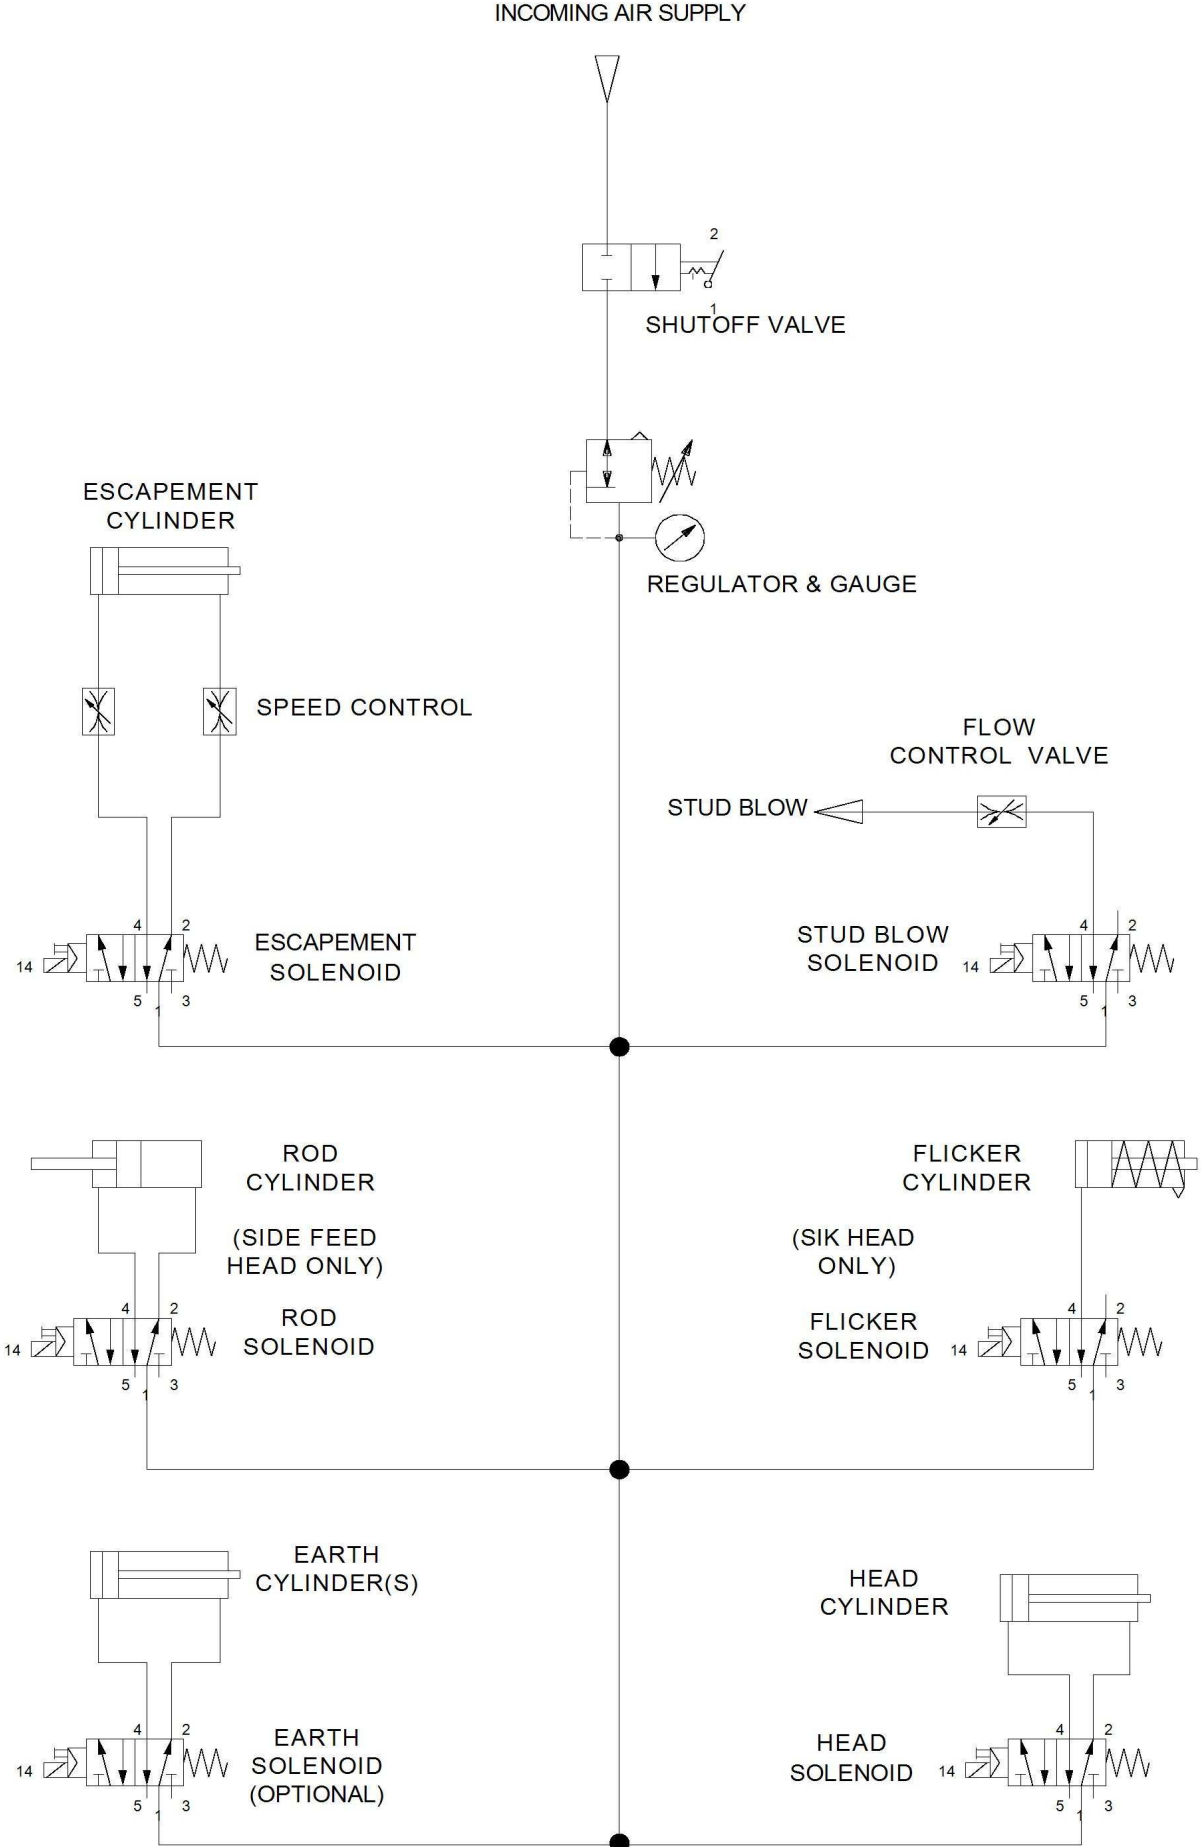 INCOMING AIR SUPPLY
2
1
SHUTOFF VALVE
REGULATOR & GAUGE
ESCAPEMENT
CYLINDER
SPEED CONTROL
FLOW
CONTROL VALVE
STUD BLOW
4 2
14
5 1 3
ESCAPEMENT
SOLENOID
STUD BLOW
SOLENOID
4 2
14
5 1 3
ROD
CYLINDER
(SIDE FEED
HEAD ONLY)
ROD
SOLENOID
4 2
14
5 1 3
FLICKER
CYLINDER
(SIK HEAD
ONLY)
FLICKER
SOLENOID
4 2
14
5 1 3
EARTH
CYLINDER(S)
4 2
14
5 1 3
EARTH
SOLENOID
(OPTIONAL)
HEAD
CYLINDER
HEAD
SOLENOID
4 2
14
5 1 3